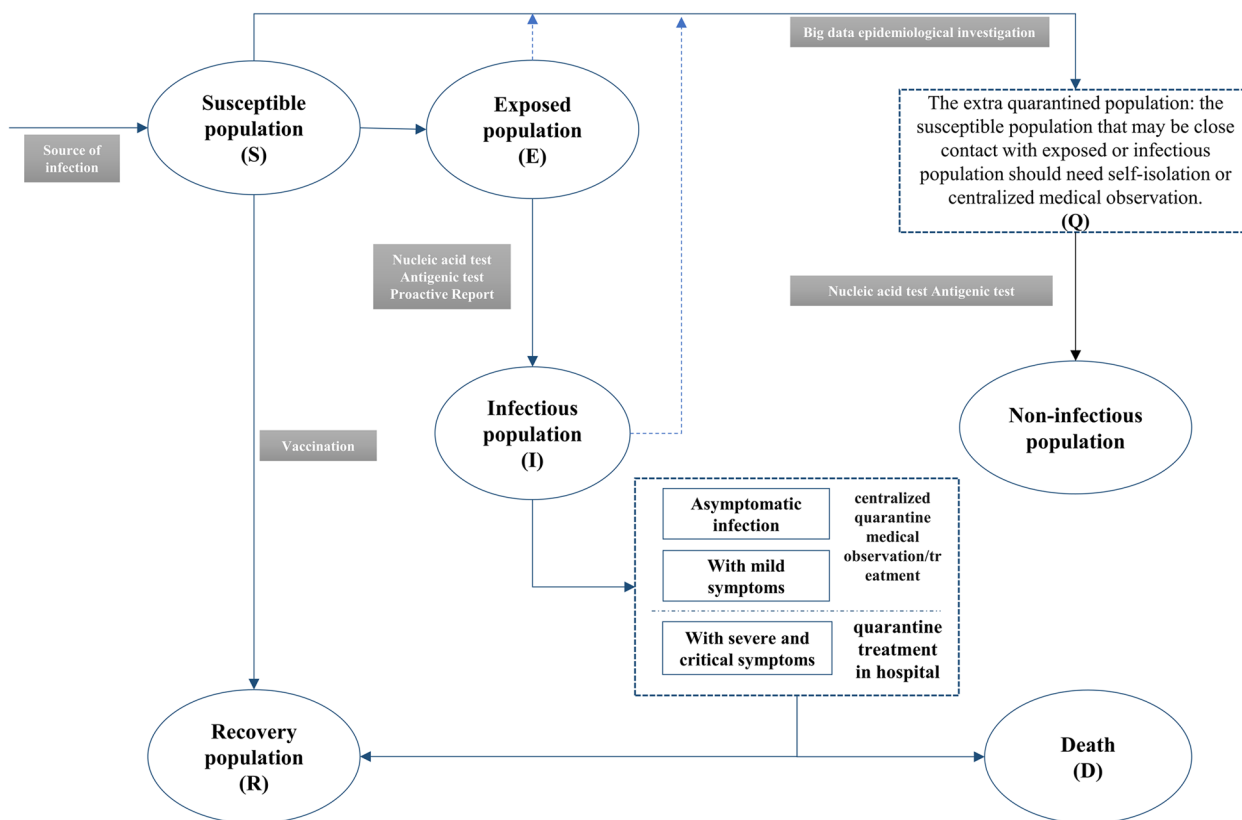 Big data epidemiological investigation
Susceptible
population
(S)
Exposed
population
(E)
The extra quarantined population: the
susceptible population that may be close
contact with exposed or infectious
population should need self-isolation or
centralized medical observation.
(Q)
Source of
infection
Nucleic acid test
Antigenic test
Proactive Report
Nucleic acid test Antigenic test
Infectious
population
(I)
Non-infectious
population
Vaccination
Asymptomatic
infection
centralized
quarantine
medical
observation/tr
eatment
With mild
symptoms
With severe and
critical symptoms
quarantine
treatment
in hospital
Recovery
population
(R)
Death
(D)